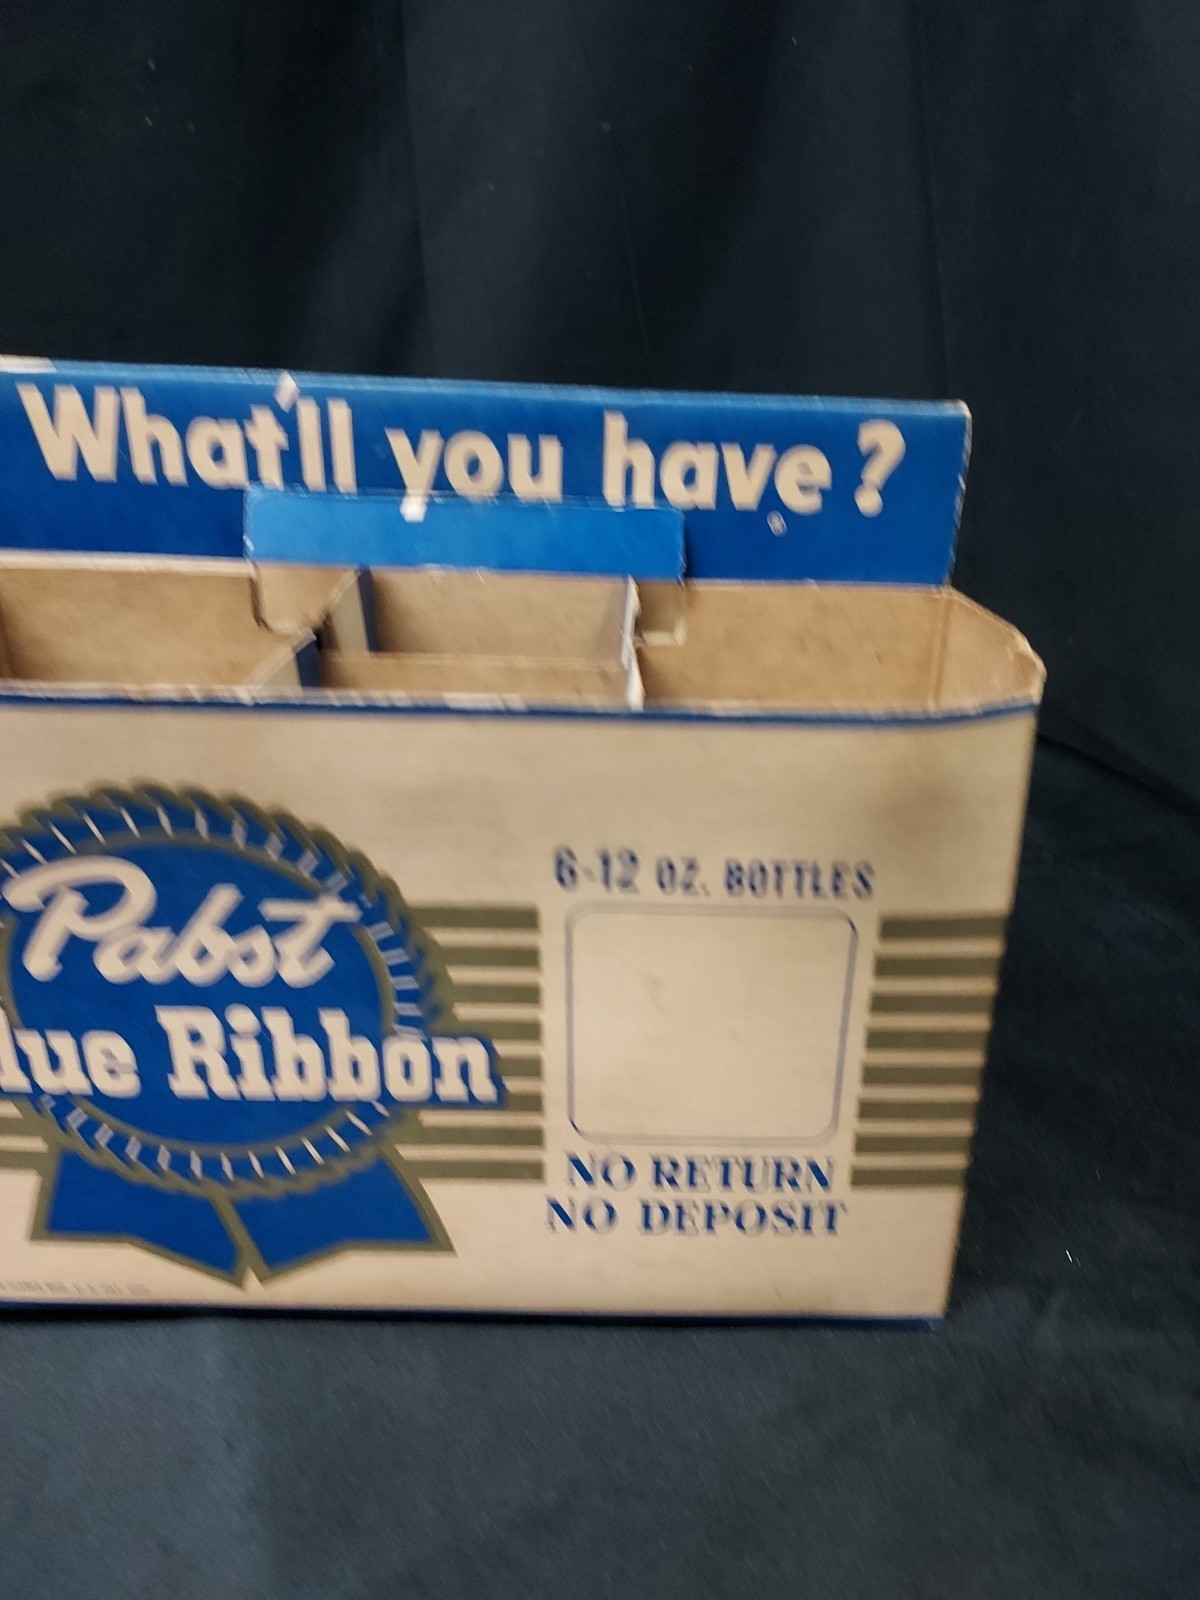 What'll you have?
®
6-12 OZ. BOTTLES
Pabst
lue Ribbon
NO RETURN
NO DEPOSIT